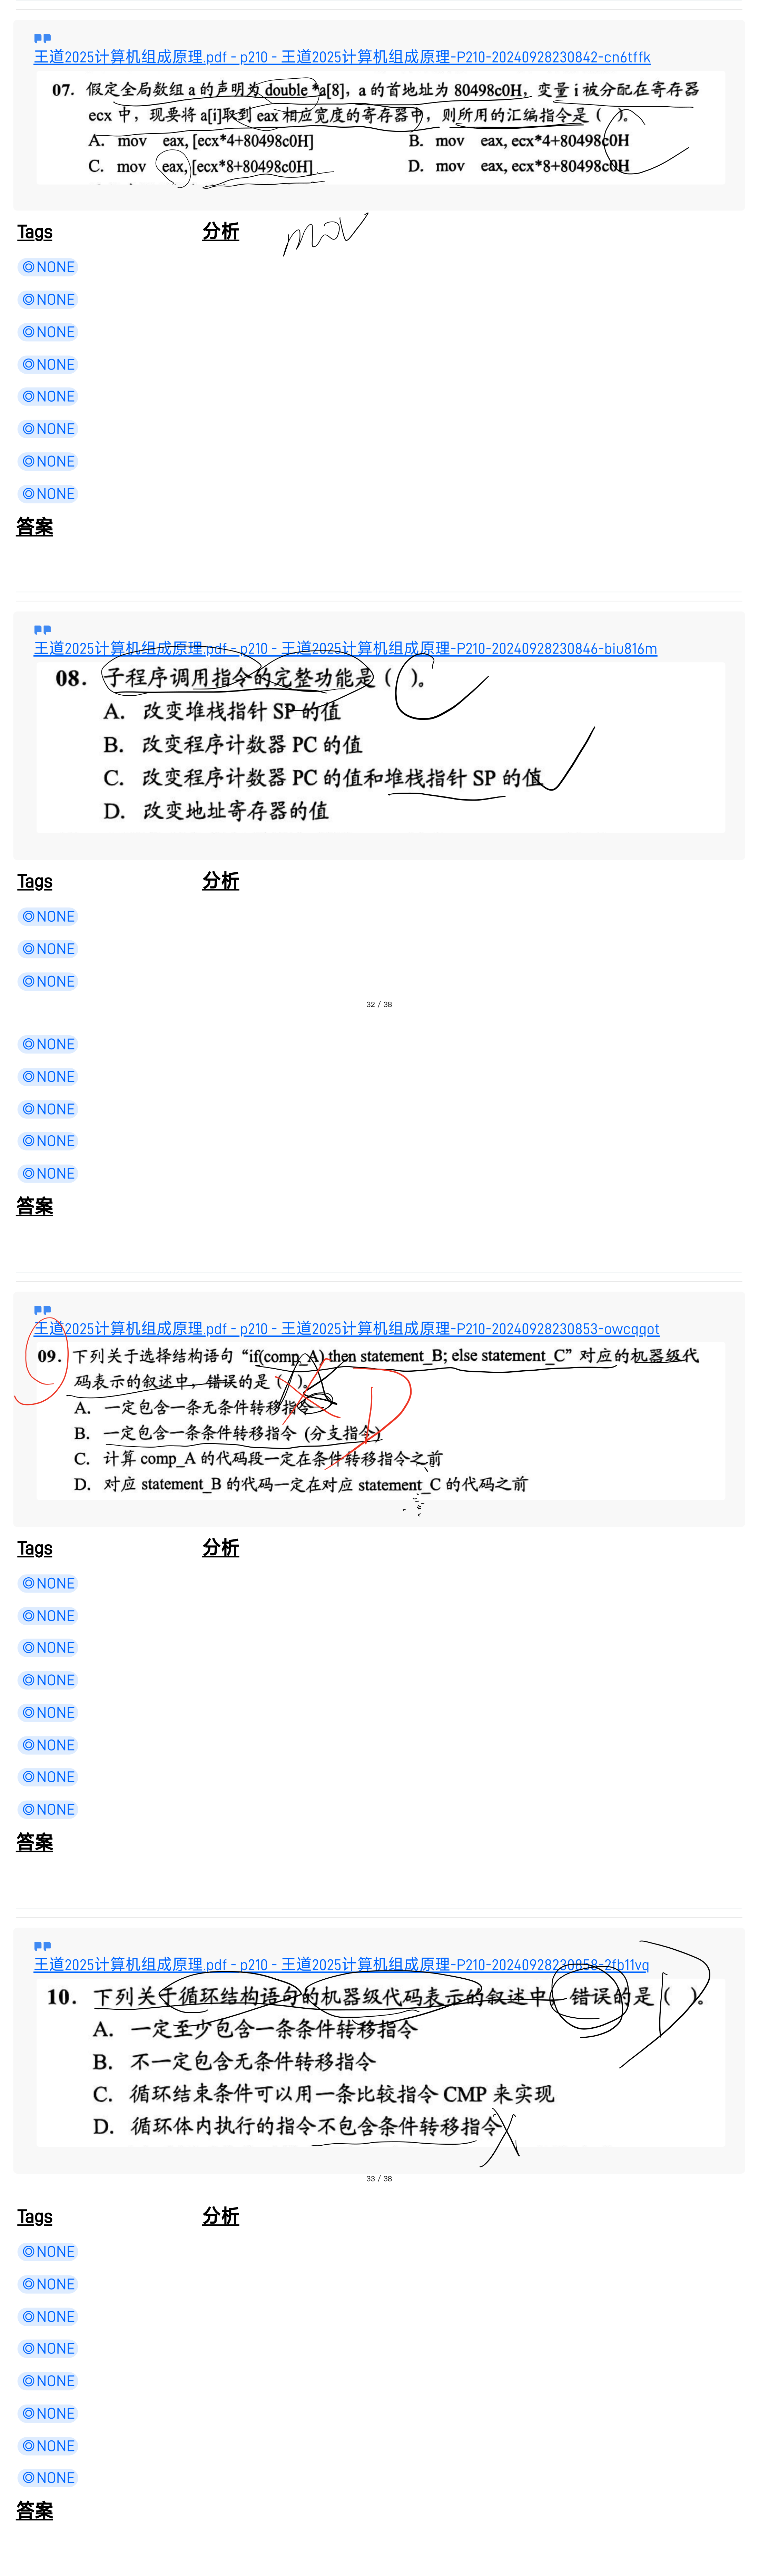 王道2025计算机组成原理.pdf - p210 - 王道2025计算机组成原理-P210-20240928230842-cn6tffk
07. 假定全局数组 a 的声明为 double *a[8]，a 的首地址为 80498c0H，变量 i 被分配在寄存器
ecx 中，现要将 a[i]取到 eax 相应宽度的寄存器中，则所用的汇编指令是（ ）。
C
A. mov eax, [ecx*4+80498c0H] B. mov eax, ecx*4+80498c0H
C. mov eax, [ecx*8+80498c0H] D. mov eax, ecx*8+80498c0H
Tags 分析
mov
◎NONE
◎NONE
◎NONE
◎NONE
◎NONE
◎NONE
◎NONE
◎NONE
答案
王道2025计算机组成原理.pdf - p210 - 王道2025计算机组成原理-P210-20240928230846-biu816m
08. 子程序调用指令的完整功能是（ ）。
C
A. 改变堆栈指针 SP 的值
B. 改变程序计数器 PC 的值
C. 改变程序计数器 PC 的值和堆栈指针 SP 的值
D. 改变地址寄存器的值
Tags 分析
◎NONE
◎NONE
◎NONE
32 / 38
◎NONE
◎NONE
◎NONE
◎NONE
◎NONE
答案
王道2025计算机组成原理.pdf - p210 - 王道2025计算机组成原理-P210-20240928230853-owcqqot
09. 下列关于选择结构语句“if(comp_A) then statement_B; else statement_C”对应的机器级代
码表示的叙述中，错误的是（ ）。
A
D
A. 一定包含一条无条件转移指令
B. 一定包含一条条件转移指令（分支指令）
C. 计算 comp_A 的代码段一定在条件转移指令之前
D. 对应 statement_B 的代码一定在对应 statement_C 的代码之前
Tags 分析
◎NONE
◎NONE
◎NONE
◎NONE
◎NONE
◎NONE
◎NONE
◎NONE
答案
王道2025计算机组成原理.pdf - p210 - 王道2025计算机组成原理-P210-20240928230858-2fb11vq
10. 下列关于循环结构语句的机器级代码表示的叙述中，错误的是（ ）。
D
A. 一定至少包含一条条件转移指令
B. 不一定包含无条件转移指令
C. 循环结束条件可以用一条比较指令 CMP 来实现
D. 循环体内执行的指令不包含条件转移指令
33 / 38
Tags 分析
◎NONE
◎NONE
◎NONE
◎NONE
◎NONE
◎NONE
◎NONE
◎NONE
答案